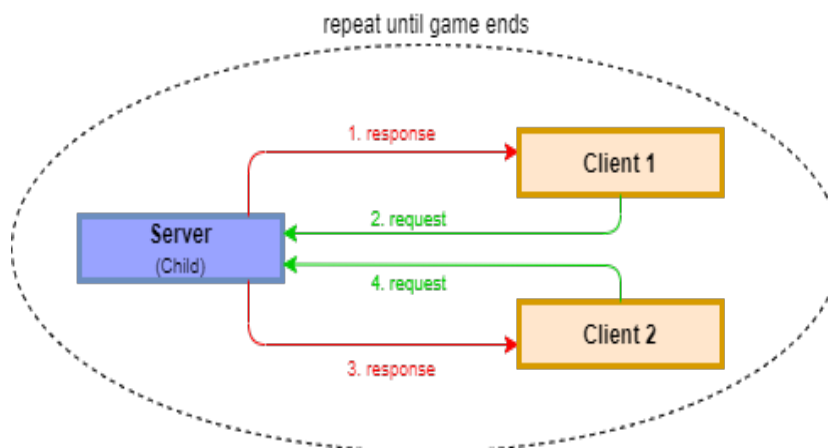 repeat until game ends
1. response
Client 1
2. request
Server
(Child)
4. request
Client 2
3. response